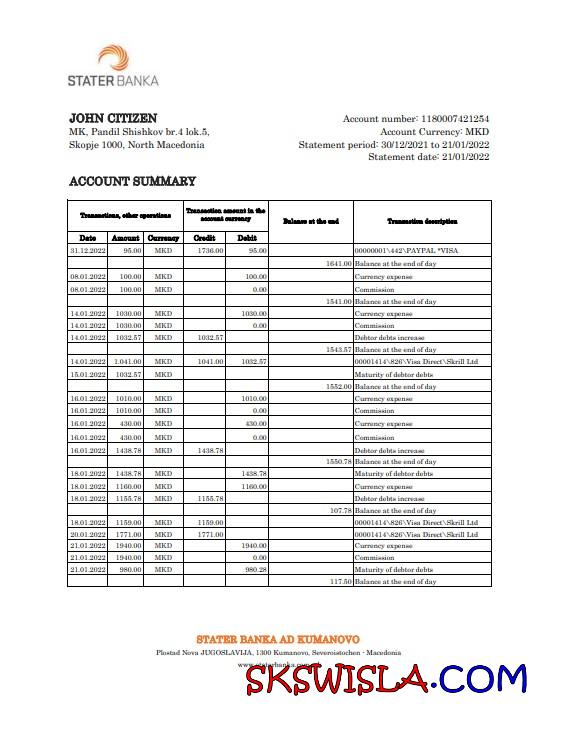 STATER BANKA
JOHN CITIZEN
MK, Pandil Shishkov br.4 lok.5,
Skopje 1000, North Macedonia
Account number: 1180007421254
Account Currency: MKD
Statement period: 30/12/2021 to 21/01/2022
Statement date: 21/01/2022
ACCOUNT SUMMARY
Transactions, other operations Transaction amount in the account currency Balance at the end Transaction description
Date Amount Currency Credit Debit
31.12.2022 95.00 MKD 1736.00 95.00 00000001\442\PAYPAL *VISA
1641.00 Balance at the end of day
08.01.2022 100.00 MKD 100.00 Currency expense
08.01.2022 100.00 MKD 0.00 Commission
1541.00 Balance at the end of day
14.01.2022 1030.00 MKD 1030.00 Currency expense
14.01.2022 1030.00 MKD 0.00 Commission
14.01.2022 1032.57 MKD 1032.57 Debtor debts increase
1543.57 Balance at the end of day
14.01.2022 1.041.00 MKD 1041.00 1032.57 00001414\826\Visa Direct\Skrill Ltd
15.01.2022 1032.57 MKD Maturity of debtor debts
1552.00 Balance at the end of day
16.01.2022 1010.00 MKD 1010.00 Currency expense
16.01.2022 1010.00 MKD 0.00 Commission
16.01.2022 430.00 MKD 430.00 Currency expense
16.01.2022 430.00 MKD 0.00 Commission
16.01.2022 1438.78 MKD 1438.78 Debtor debts increase
1550.78 Balance at the end of day
18.01.2022 1438.78 MKD 1438.78 Maturity of debtor debts
18.01.2022 1160.00 MKD 1160.00 Currency expense
18.01.2022 1155.78 MKD 1155.78 Debtor debts increase
107.78 Balance at the end of day
18.01.2022 1159.00 MKD 1159.00 00001414\826\Visa Direct\Skrill Ltd
20.01.2022 1771.00 MKD 1771.00 00001414\826\Visa Direct\Skrill Ltd
21.01.2022 1940.00 MKD 1940.00 Currency expense
21.01.2022 1940.00 MKD 0.00 Commission
21.01.2022 980.00 MKD 980.28 Maturity of debtor debts
117.50 Balance at the end of day
STATER BANKA AD KUMANOVO
Plostad Nova JUGOSLAVIJA, 1300 Kumanovo, Severoistochen - Macedonia
SKSWISLA.COM